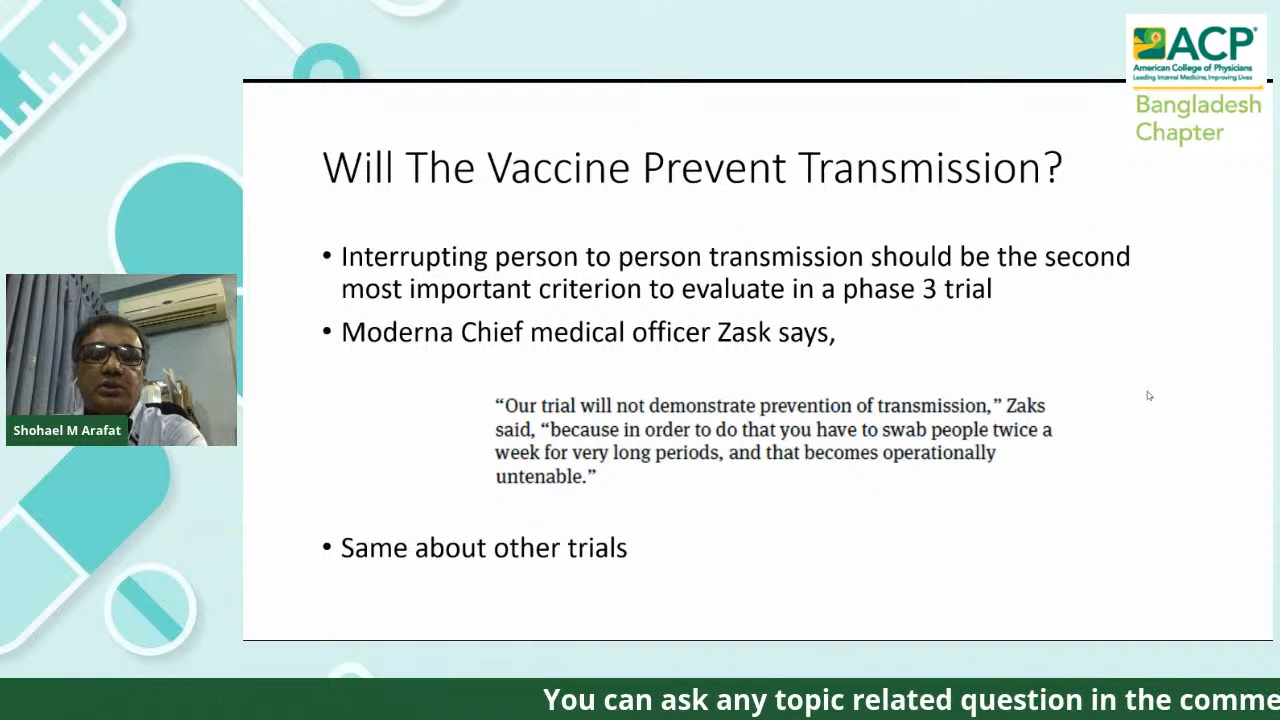 ACP®
American College of Physicians
Leading Internal Medicine, Improving Lives
Bangladesh
Chapter
Will The Vaccine Prevent Transmission?
• Interrupting person to person transmission should be the second
most important criterion to evaluate in a phase 3 trial
• Moderna Chief medical officer Zask says,
“Our trial will not demonstrate prevention of transmission,” Zaks
said, “because in order to do that you have to swab people twice a
week for very long periods, and that becomes operationally
untenable.”
• Same about other trials
Shohael M Arafat
You can ask any topic related question in the comme